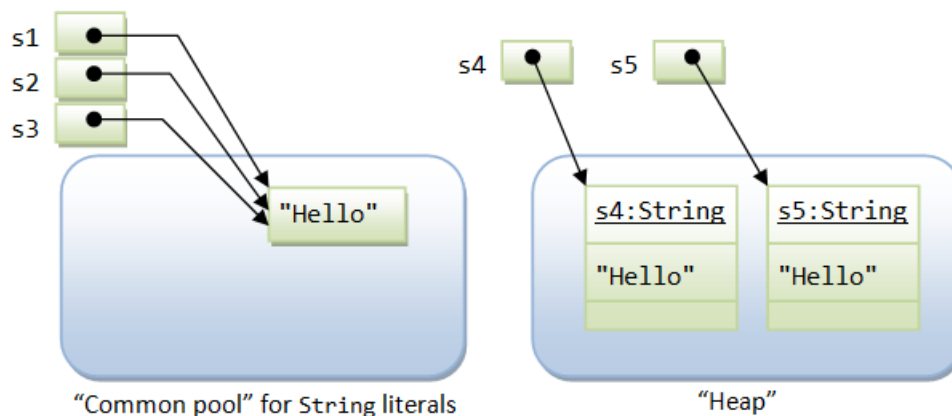 s1
s2
s3
"Hello"
“Common pool” for String literals
s4
s5
s4:String
"Hello"
s5:String
"Hello"
“Heap”